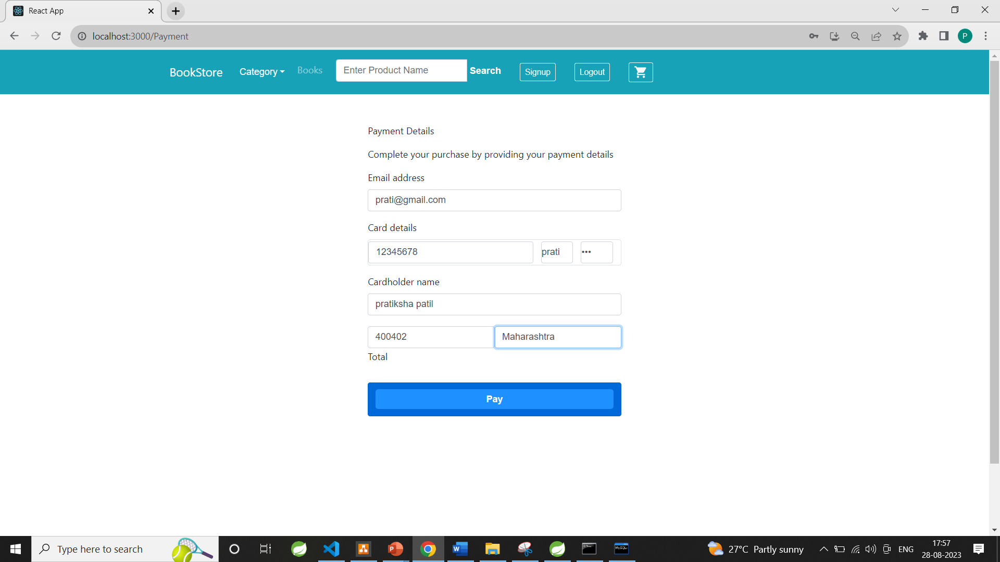 React App
localhost:3000/Payment
P
BookStore Category Books Enter Product Name Search Signup Logout
Payment Details
Complete your purchase by providing your payment details
Email address
prati@gmail.com
Card details
12345678 prati •••
Cardholder name
pratiksha patil
400402 Maharashtra
Total
Pay
Type here to search 27°C Partly sunny ENG 17:57
28-08-2023